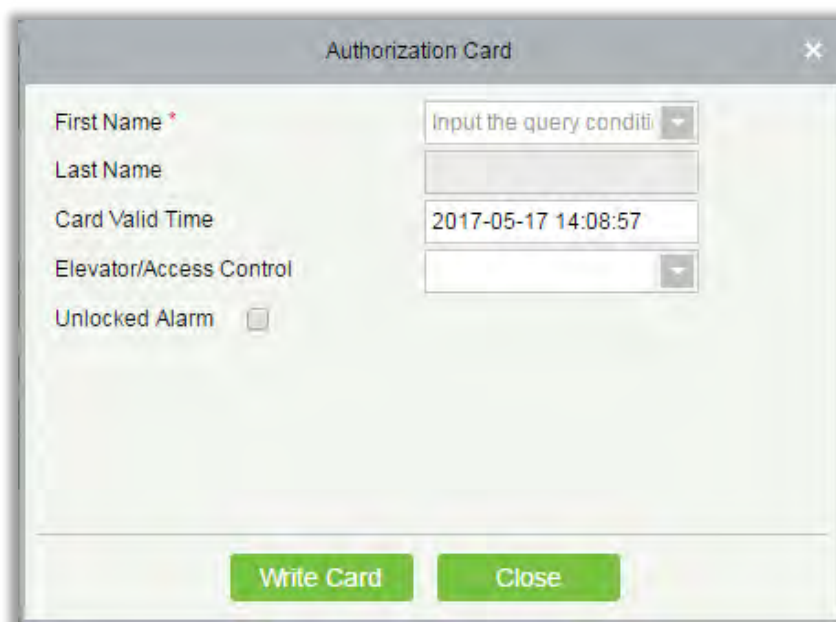 Authorization Card
First Name *
Input the query conditi
Last Name
Card Valid Time
2017-05-17 14:08:57
Elevator/Access Control
Unlocked Alarm
Write Card
Close